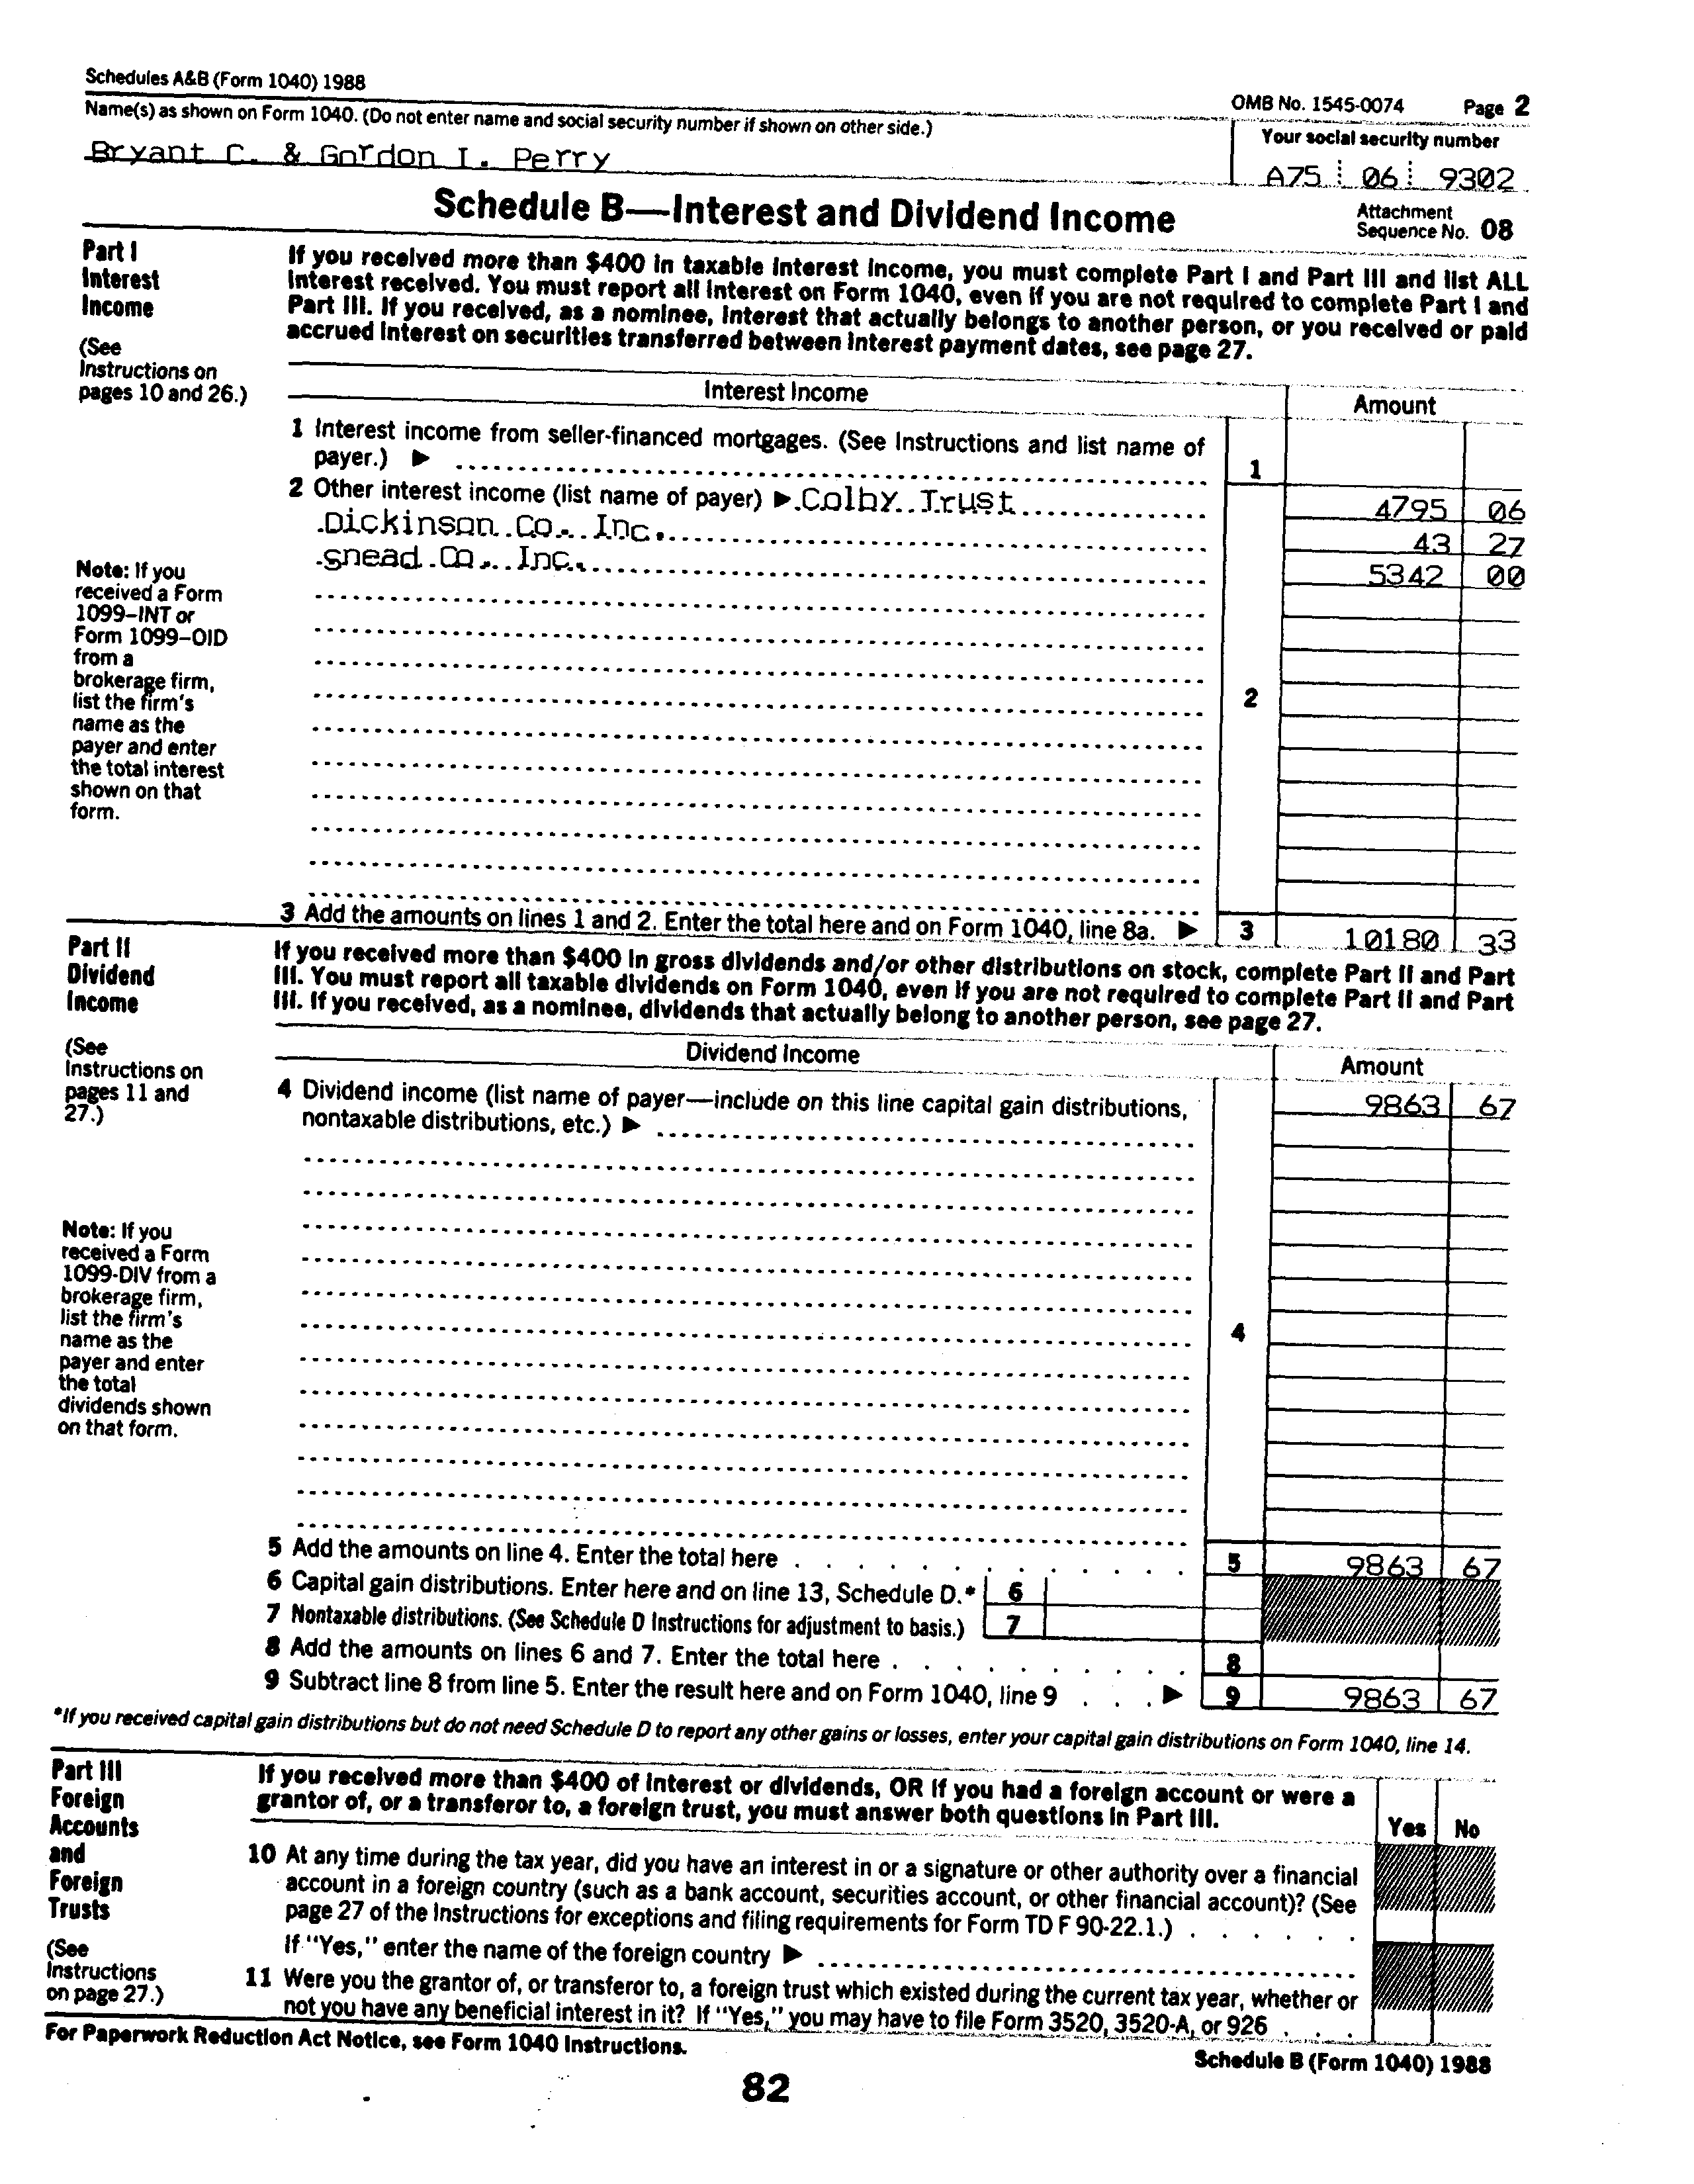 Schedules A&B (Form 1040) 1988
OMB No. 1545-0074 Page 2
Name(s) as shown on Form 1040. (Do not enter name and social security number if shown on other side.)
Your social security number
Bryant C. & Gordon I. Perry
A75 06 9302
Schedule B—Interest and Dividend Income
Attachment
Sequence No. 08
Part I
Interest
Income
(See
Instructions on
pages 10 and 26.)
If you received more than $400 in taxable interest income, you must complete Part I and Part III and list ALL
interest received. You must report all interest on Form 1040, even if you are not required to complete Part I and
Part III. If you received, as a nominee, interest that actually belongs to another person, or you received or paid
accrued interest on securities transferred between interest payment dates, see page 27.
Interest Income
Amount
1 Interest income from seller-financed mortgages. (See Instructions and list name of
payer.) ▶ 1
2 Other interest income (list name of payer) ▶ Colby Trust 4795 06
Dickinson Co. Inc. 43 27
snead Co. Inc. 5342 00
Note: If you
received a Form
1099–INT or
Form 1099–OID
from a
brokerage firm,
list the firm's
name as the
payer and enter
the total interest
shown on that
form.
2
3 Add the amounts on lines 1 and 2. Enter the total here and on Form 1040, line 8a. ▶ 3 10180 33
Part II
Dividend
Income
(See
Instructions on
pages 11 and
27.)
If you received more than $400 in gross dividends and/or other distributions on stock, complete Part II and Part
III. You must report all taxable dividends on Form 1040, even if you are not required to complete Part II and Part
III. If you received, as a nominee, dividends that actually belong to another person, see page 27.
Dividend Income
Amount
4 Dividend income (list name of payer—include on this line capital gain distributions, 9863 67
nontaxable distributions, etc.) ▶
Note: If you
received a Form
1099-DIV from a
brokerage firm,
list the firm's
name as the
payer and enter
the total
dividends shown
on that form.
4
5 Add the amounts on line 4. Enter the total here . . . . . . . . . . 5 9863 67
6 Capital gain distributions. Enter here and on line 13, Schedule D.* 6
7 Nontaxable distributions. (See Schedule D Instructions for adjustment to basis.) 7
8 Add the amounts on lines 6 and 7. Enter the total here . . . . . . . . 8
9 Subtract line 8 from line 5. Enter the result here and on Form 1040, line 9 . . . ▶ 9 9863 67
*If you received capital gain distributions but do not need Schedule D to report any other gains or losses, enter your capital gain distributions on Form 1040, line 14.
Part III
Foreign
Accounts
and
Foreign
Trusts
(See
Instructions
on page 27.)
If you received more than $400 of interest or dividends, OR if you had a foreign account or were a
grantor of, or a transferor to, a foreign trust, you must answer both questions in Part III.
Yes No
10 At any time during the tax year, did you have an interest in or a signature or other authority over a financial
account in a foreign country (such as a bank account, securities account, or other financial account)? (See
page 27 of the Instructions for exceptions and filing requirements for Form TD F 90-22.1.) . . . . . .
If "Yes," enter the name of the foreign country ▶
11 Were you the grantor of, or transferor to, a foreign trust which existed during the current tax year, whether or
not you have any beneficial interest in it? If "Yes," you may have to file Form 3520, 3520-A, or 926 . . .
For Paperwork Reduction Act Notice, see Form 1040 Instructions.
Schedule B (Form 1040) 1988
82